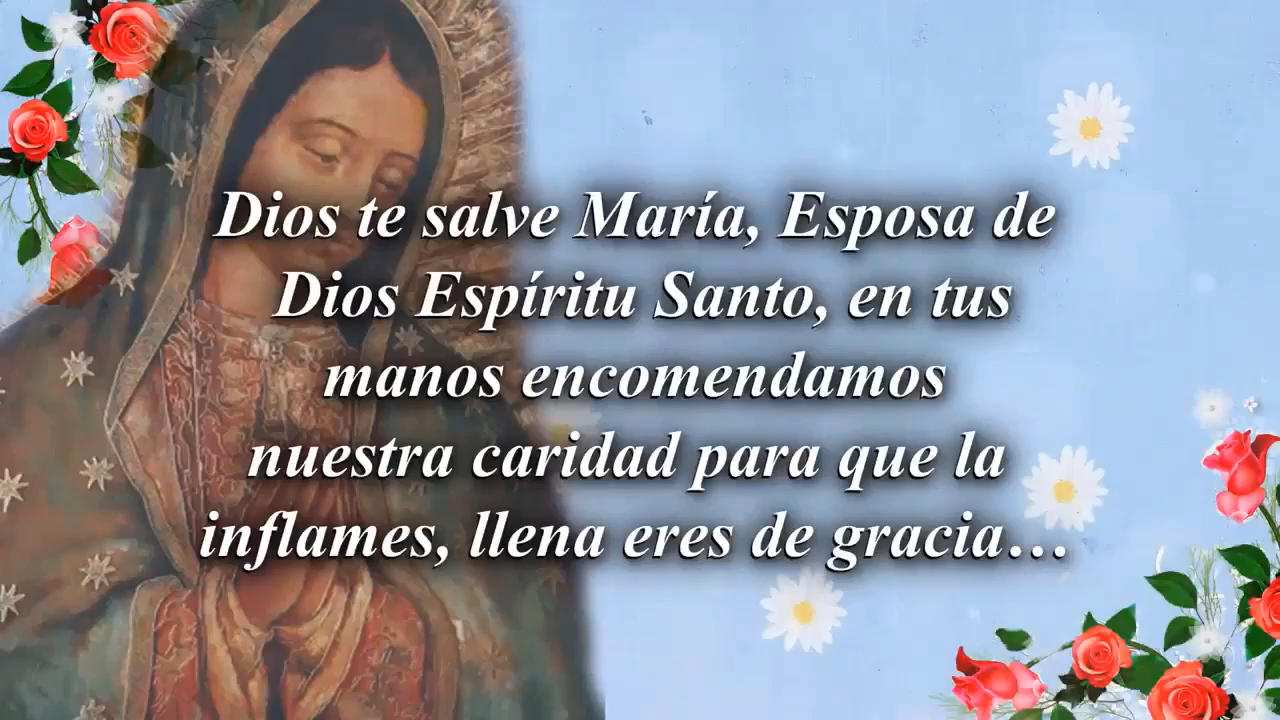 Dios te salve María, Esposa de
Dios Espíritu Santo, en tus
manos encomendamos
nuestra caridad para que la
inflames, llena eres de gracia…